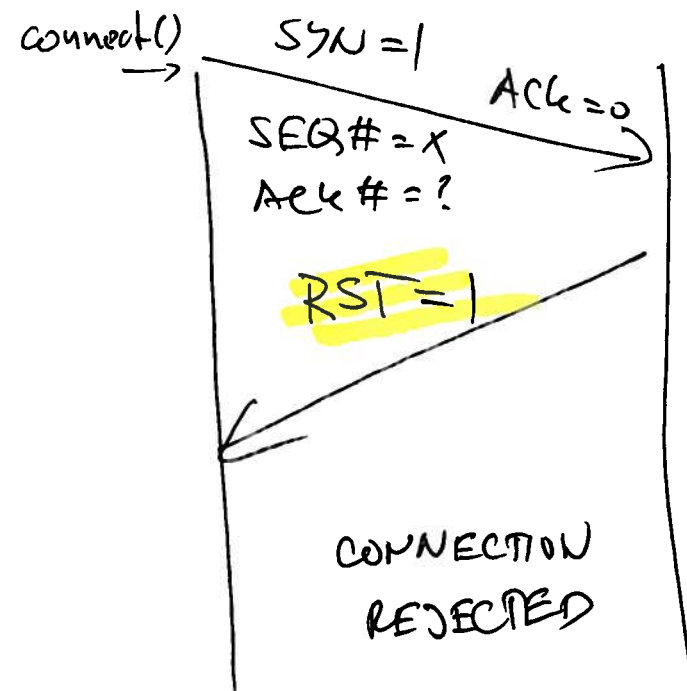 connect()
SYN=1
ACK=0
SEQ#=X
Ack#=?
RST=1
CONNECTION
REJECTED